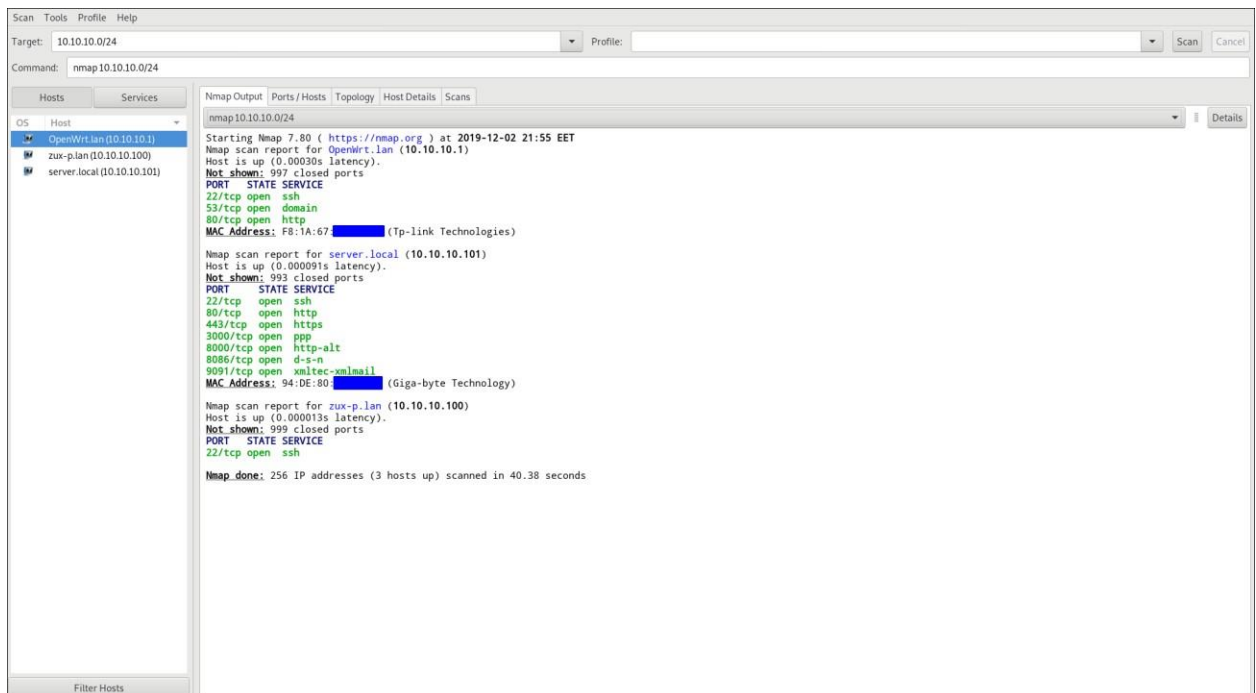 Scan Tools Profile Help
Target: 10.10.10.0/24 Profile: Scan Cancel
Command: nmap 10.10.10.0/24
Hosts Services
OS Host
OpenWrt.lan (10.10.10.1)
zux-p.lan (10.10.10.100)
server.local (10.10.10.101)
Filter Hosts
Nmap Output Ports / Hosts Topology Host Details Scans
nmap 10.10.10.0/24 Details
Starting Nmap 7.80 ( https://nmap.org ) at 2019-12-02 21:55 EET
Nmap scan report for OpenWrt.lan (10.10.10.1)
Host is up (0.00030s latency).
Not shown: 997 closed ports
PORT STATE SERVICE
22/tcp open ssh
53/tcp open domain
80/tcp open http
MAC Address: F8:1A:67: (Tp-link Technologies)
Nmap scan report for server.local (10.10.10.101)
Host is up (0.000091s latency).
Not shown: 993 closed ports
PORT STATE SERVICE
22/tcp open ssh
80/tcp open http
443/tcp open https
3000/tcp open ppp
8000/tcp open http-alt
8086/tcp open d-s-n
9091/tcp open xmltec-xmlmail
MAC Address: 94:DE:80: (Giga-byte Technology)
Nmap scan report for zux-p.lan (10.10.10.100)
Host is up (0.000013s latency).
Not shown: 999 closed ports
PORT STATE SERVICE
22/tcp open ssh
Nmap done: 256 IP addresses (3 hosts up) scanned in 40.38 seconds